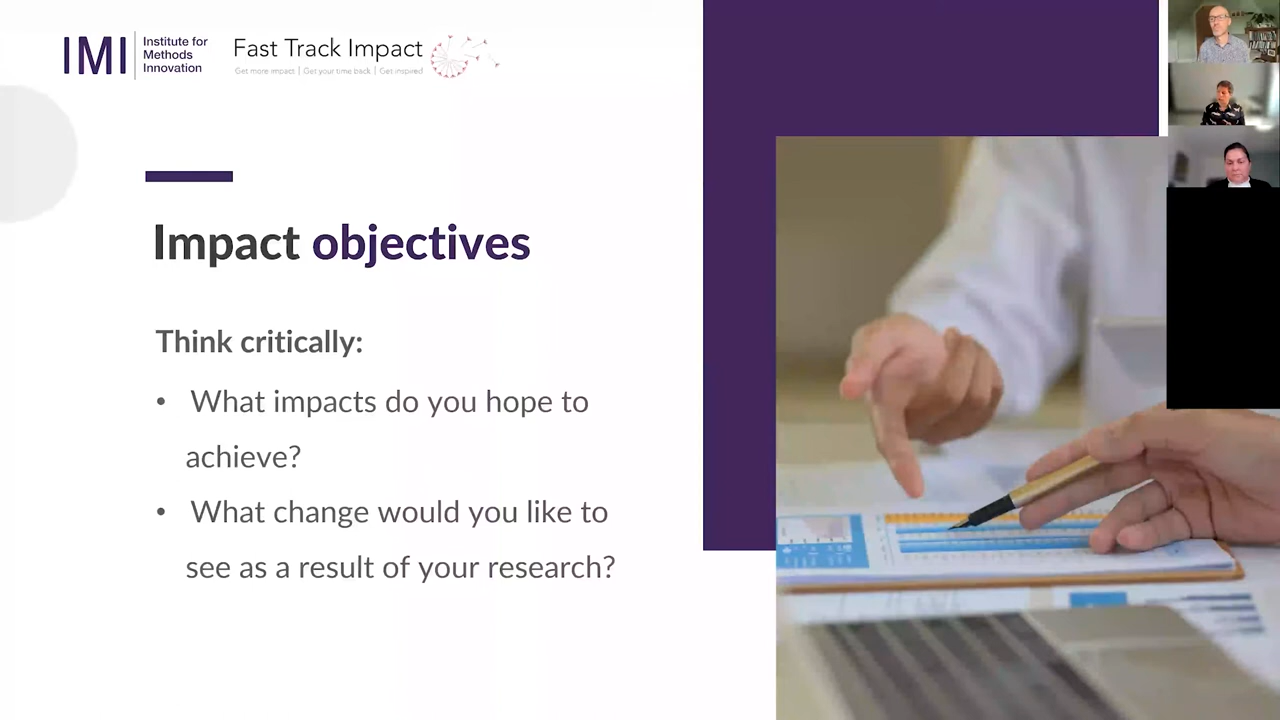 IMI
Institute for
Methods
Innovation
Fast Track Impact
Get more impact | Get your time back | Get inspired
Impact objectives
Think critically:
• What impacts do you hope to
achieve?
• What change would you like to
see as a result of your research?